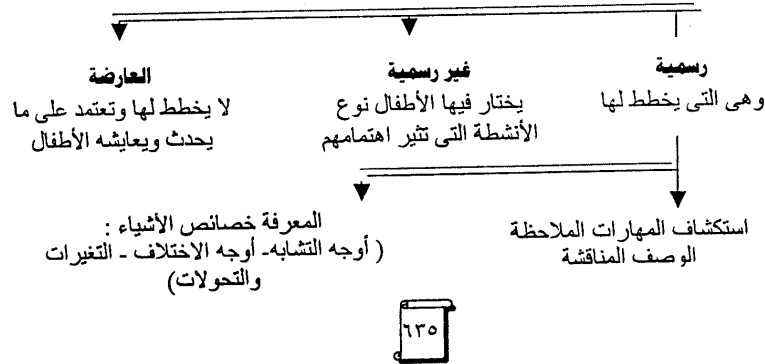 رسمية
وهى التى يخطط لها
غير رسمية
يختار فيها الأطفال نوع
الأنشطة التى تثير اهتمامهم
العارضة
لا يخطط لها وتعتمد على ما
يحدث ويعايشه الأطفال
استكشاف المهارات الملاحظة
الوصف المناقشة
المعرفة خصائص الأشياء :
( أوجه التشابه- أوجه الاختلاف - التغيرات
والتحولات)
٦٣٥